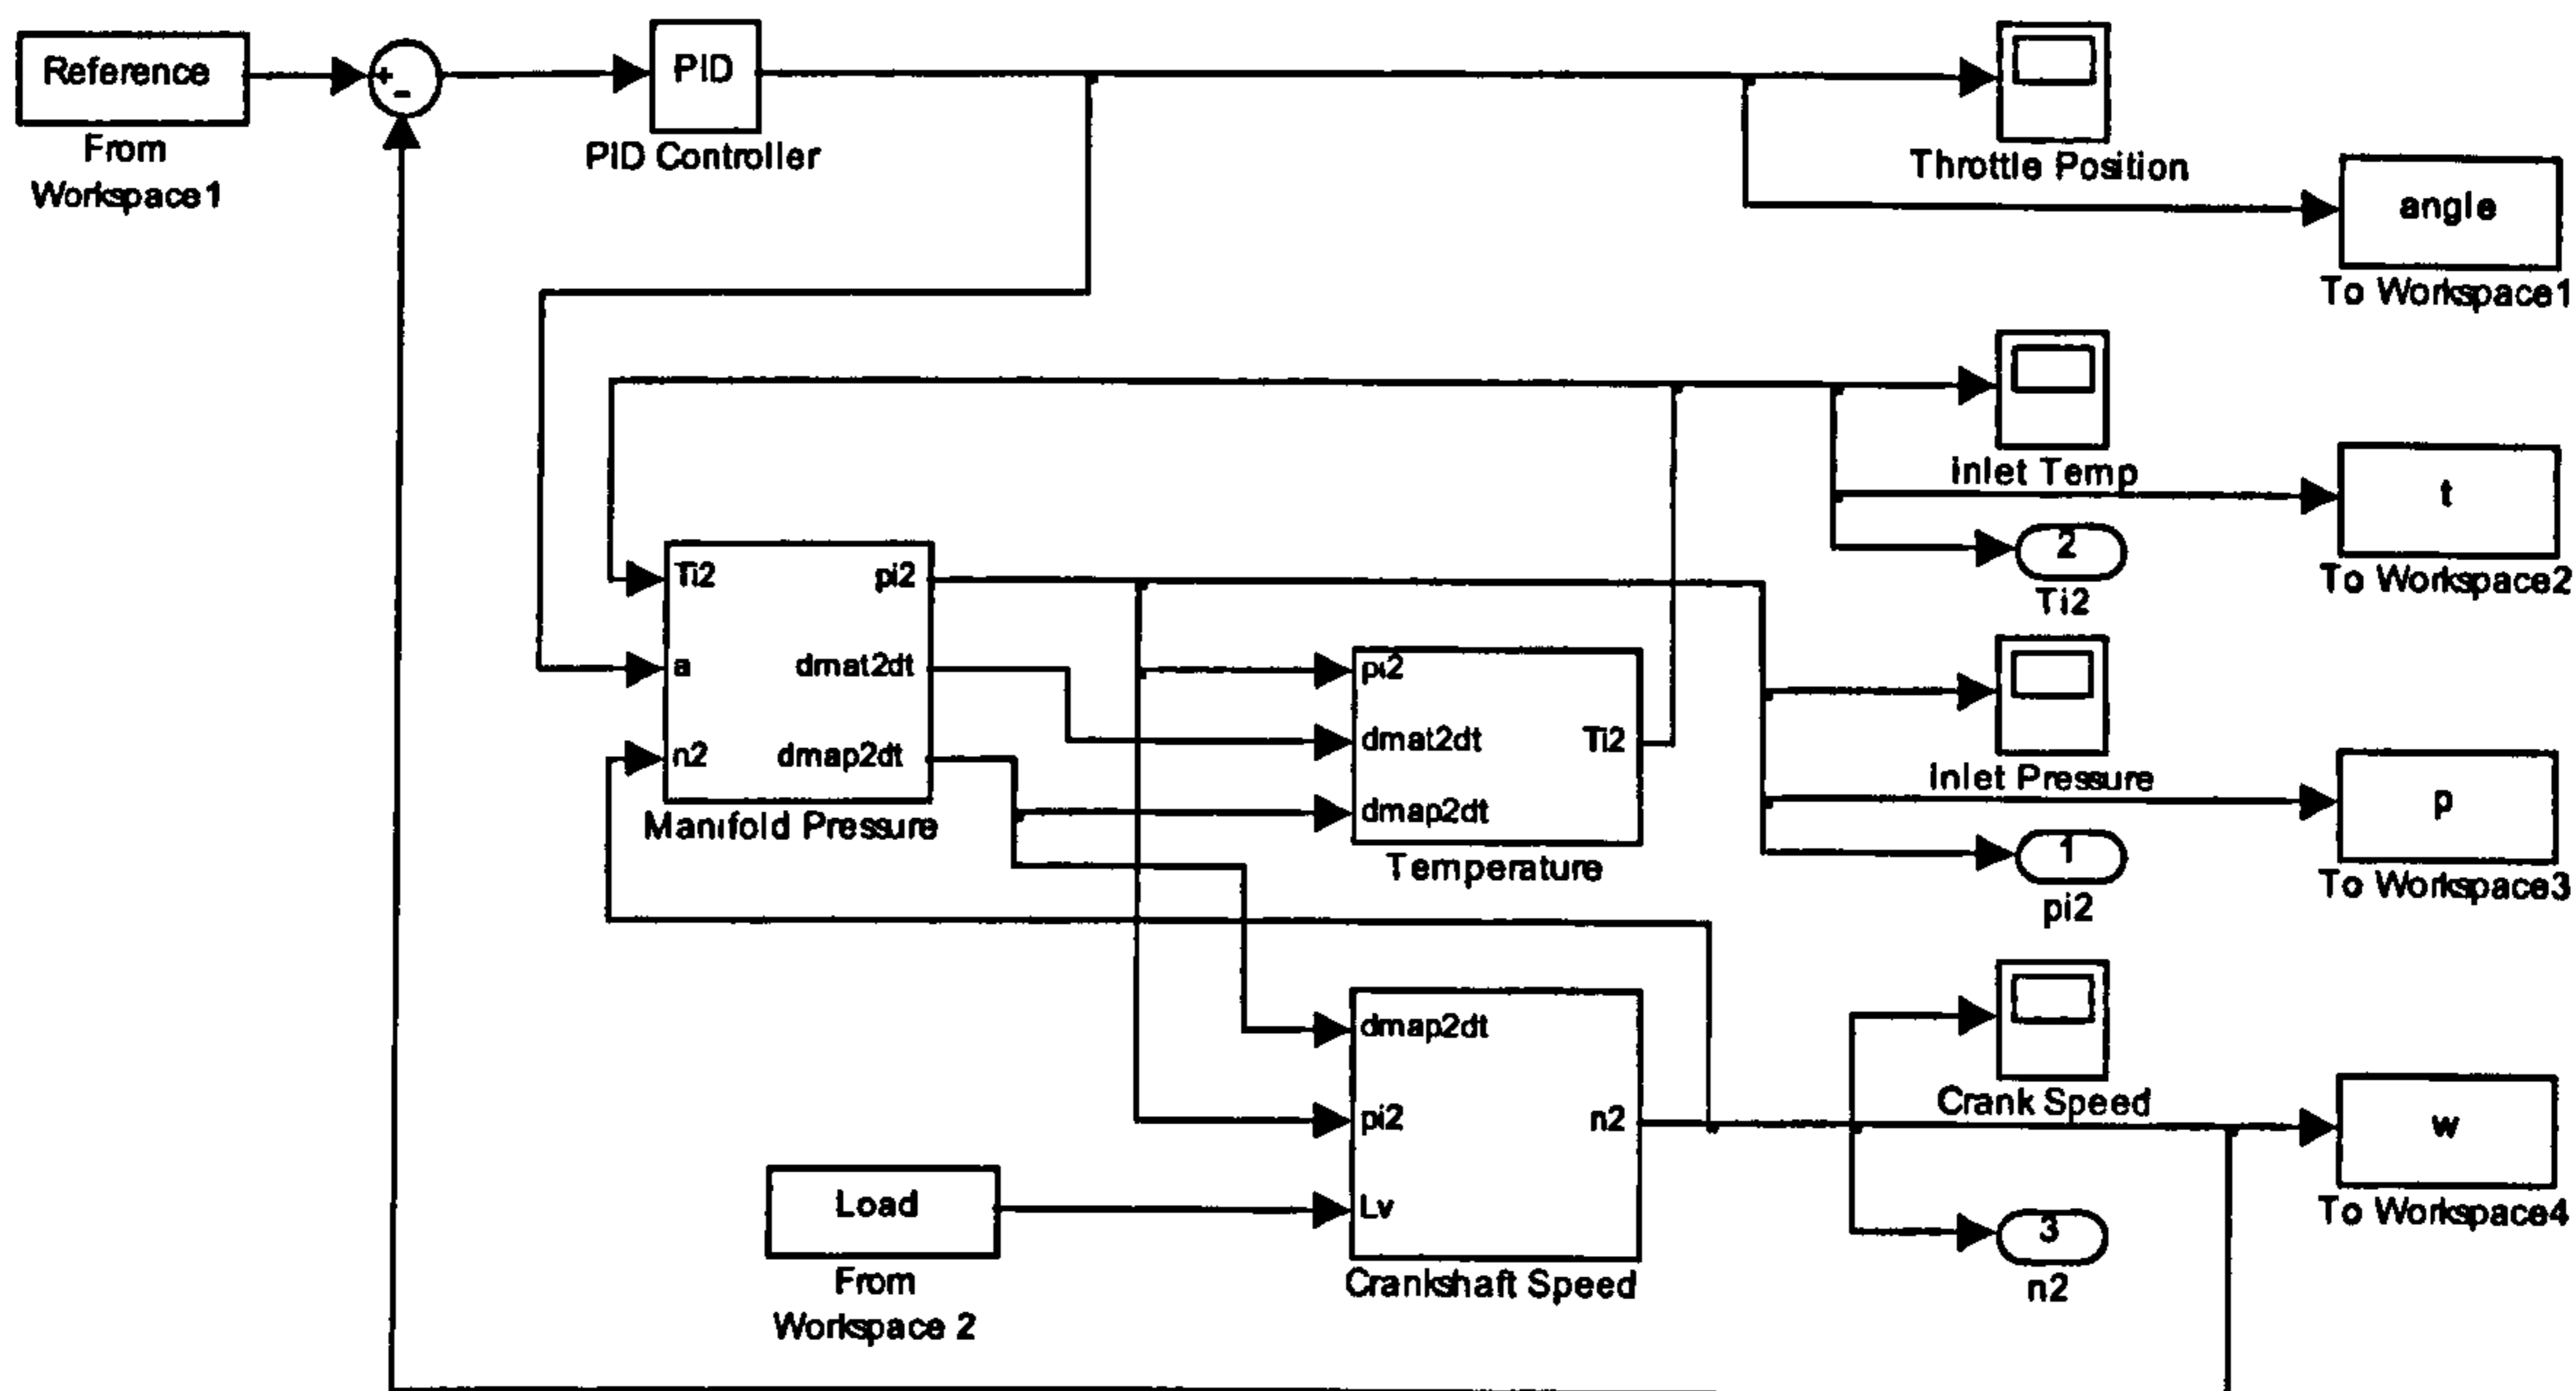 Reference
From
Workspace1
+
-
PID
PID Controller
Throttle Position
angle
To Workspace1
inlet Temp
t
To Workspace2
2
Ti2
Ti2
a
n2
pi2
dmat2dt
dmap2dt
Manifold Pressure
pi2
dmat2dt
dmap2dt
Ti2
Temperature
Inlet Pressure
p
To Workspace3
1
pi2
dmap2dt
pi2
Lv
n2
Crankshaft Speed
Load
From
Workspace 2
Crank Speed
w
To Workspace4
3
n2